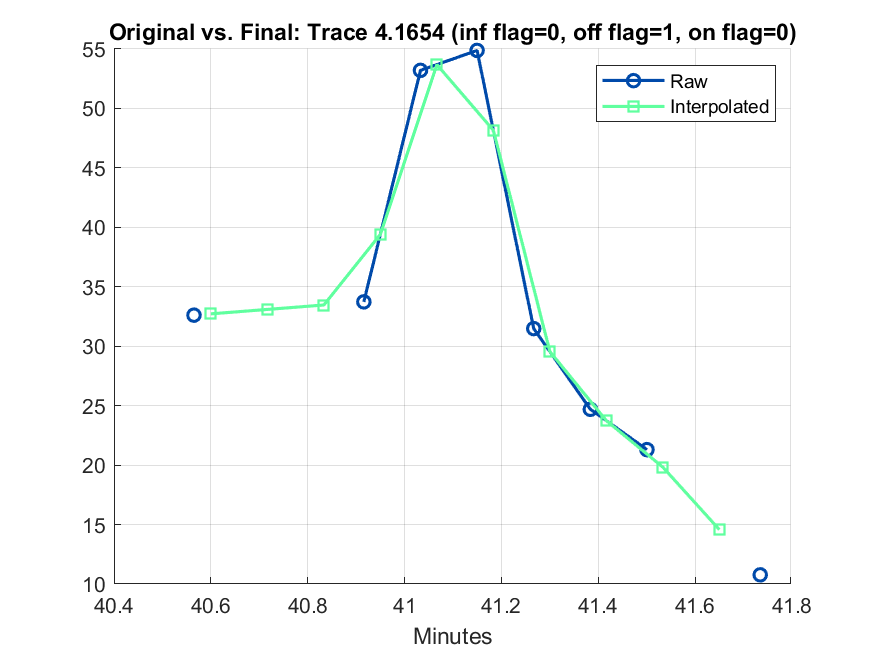 Original vs. Final: Trace 4.1654 (inf flag=0, off flag=1, on flag=0)
55
50
45
40
35
30
25
20
15
10
Raw
Interpolated
40.4 40.6 40.8 41 41.2 41.4 41.6 41.8
Minutes